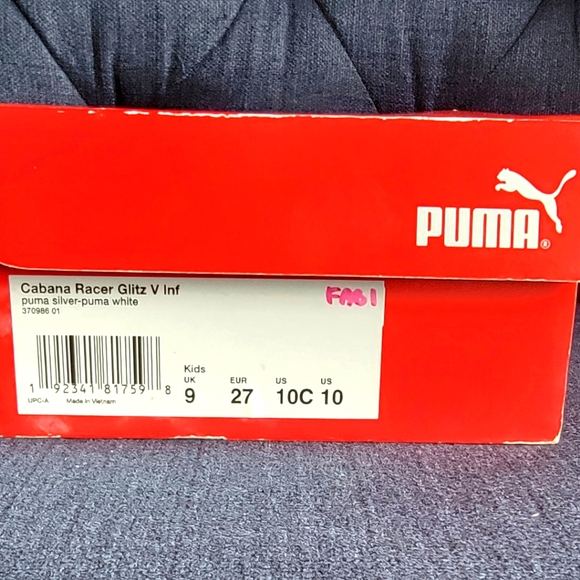 PUMA®
Cabana Racer Glitz V Inf
puma silver-puma white
370986 01
FAB1
1 92341 81759 8
UPC-A Made in Vietnam
Kids
UK EUR US US
9 27 10C 10